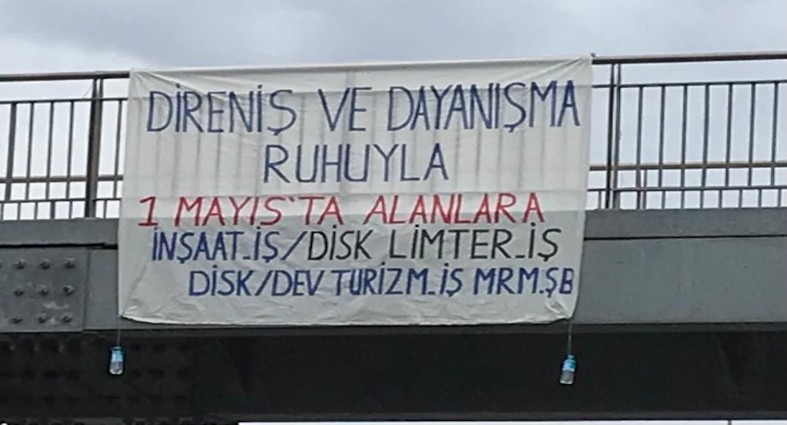 DİRENİŞ VE DAYANIŞMA
RUHUYLA
1 MAYIS'TA ALANLARA
İNŞAAT-İŞ/DİSK LİMTER-İŞ
DİSK/DEV TURİZM-İŞ MRM-ŞB